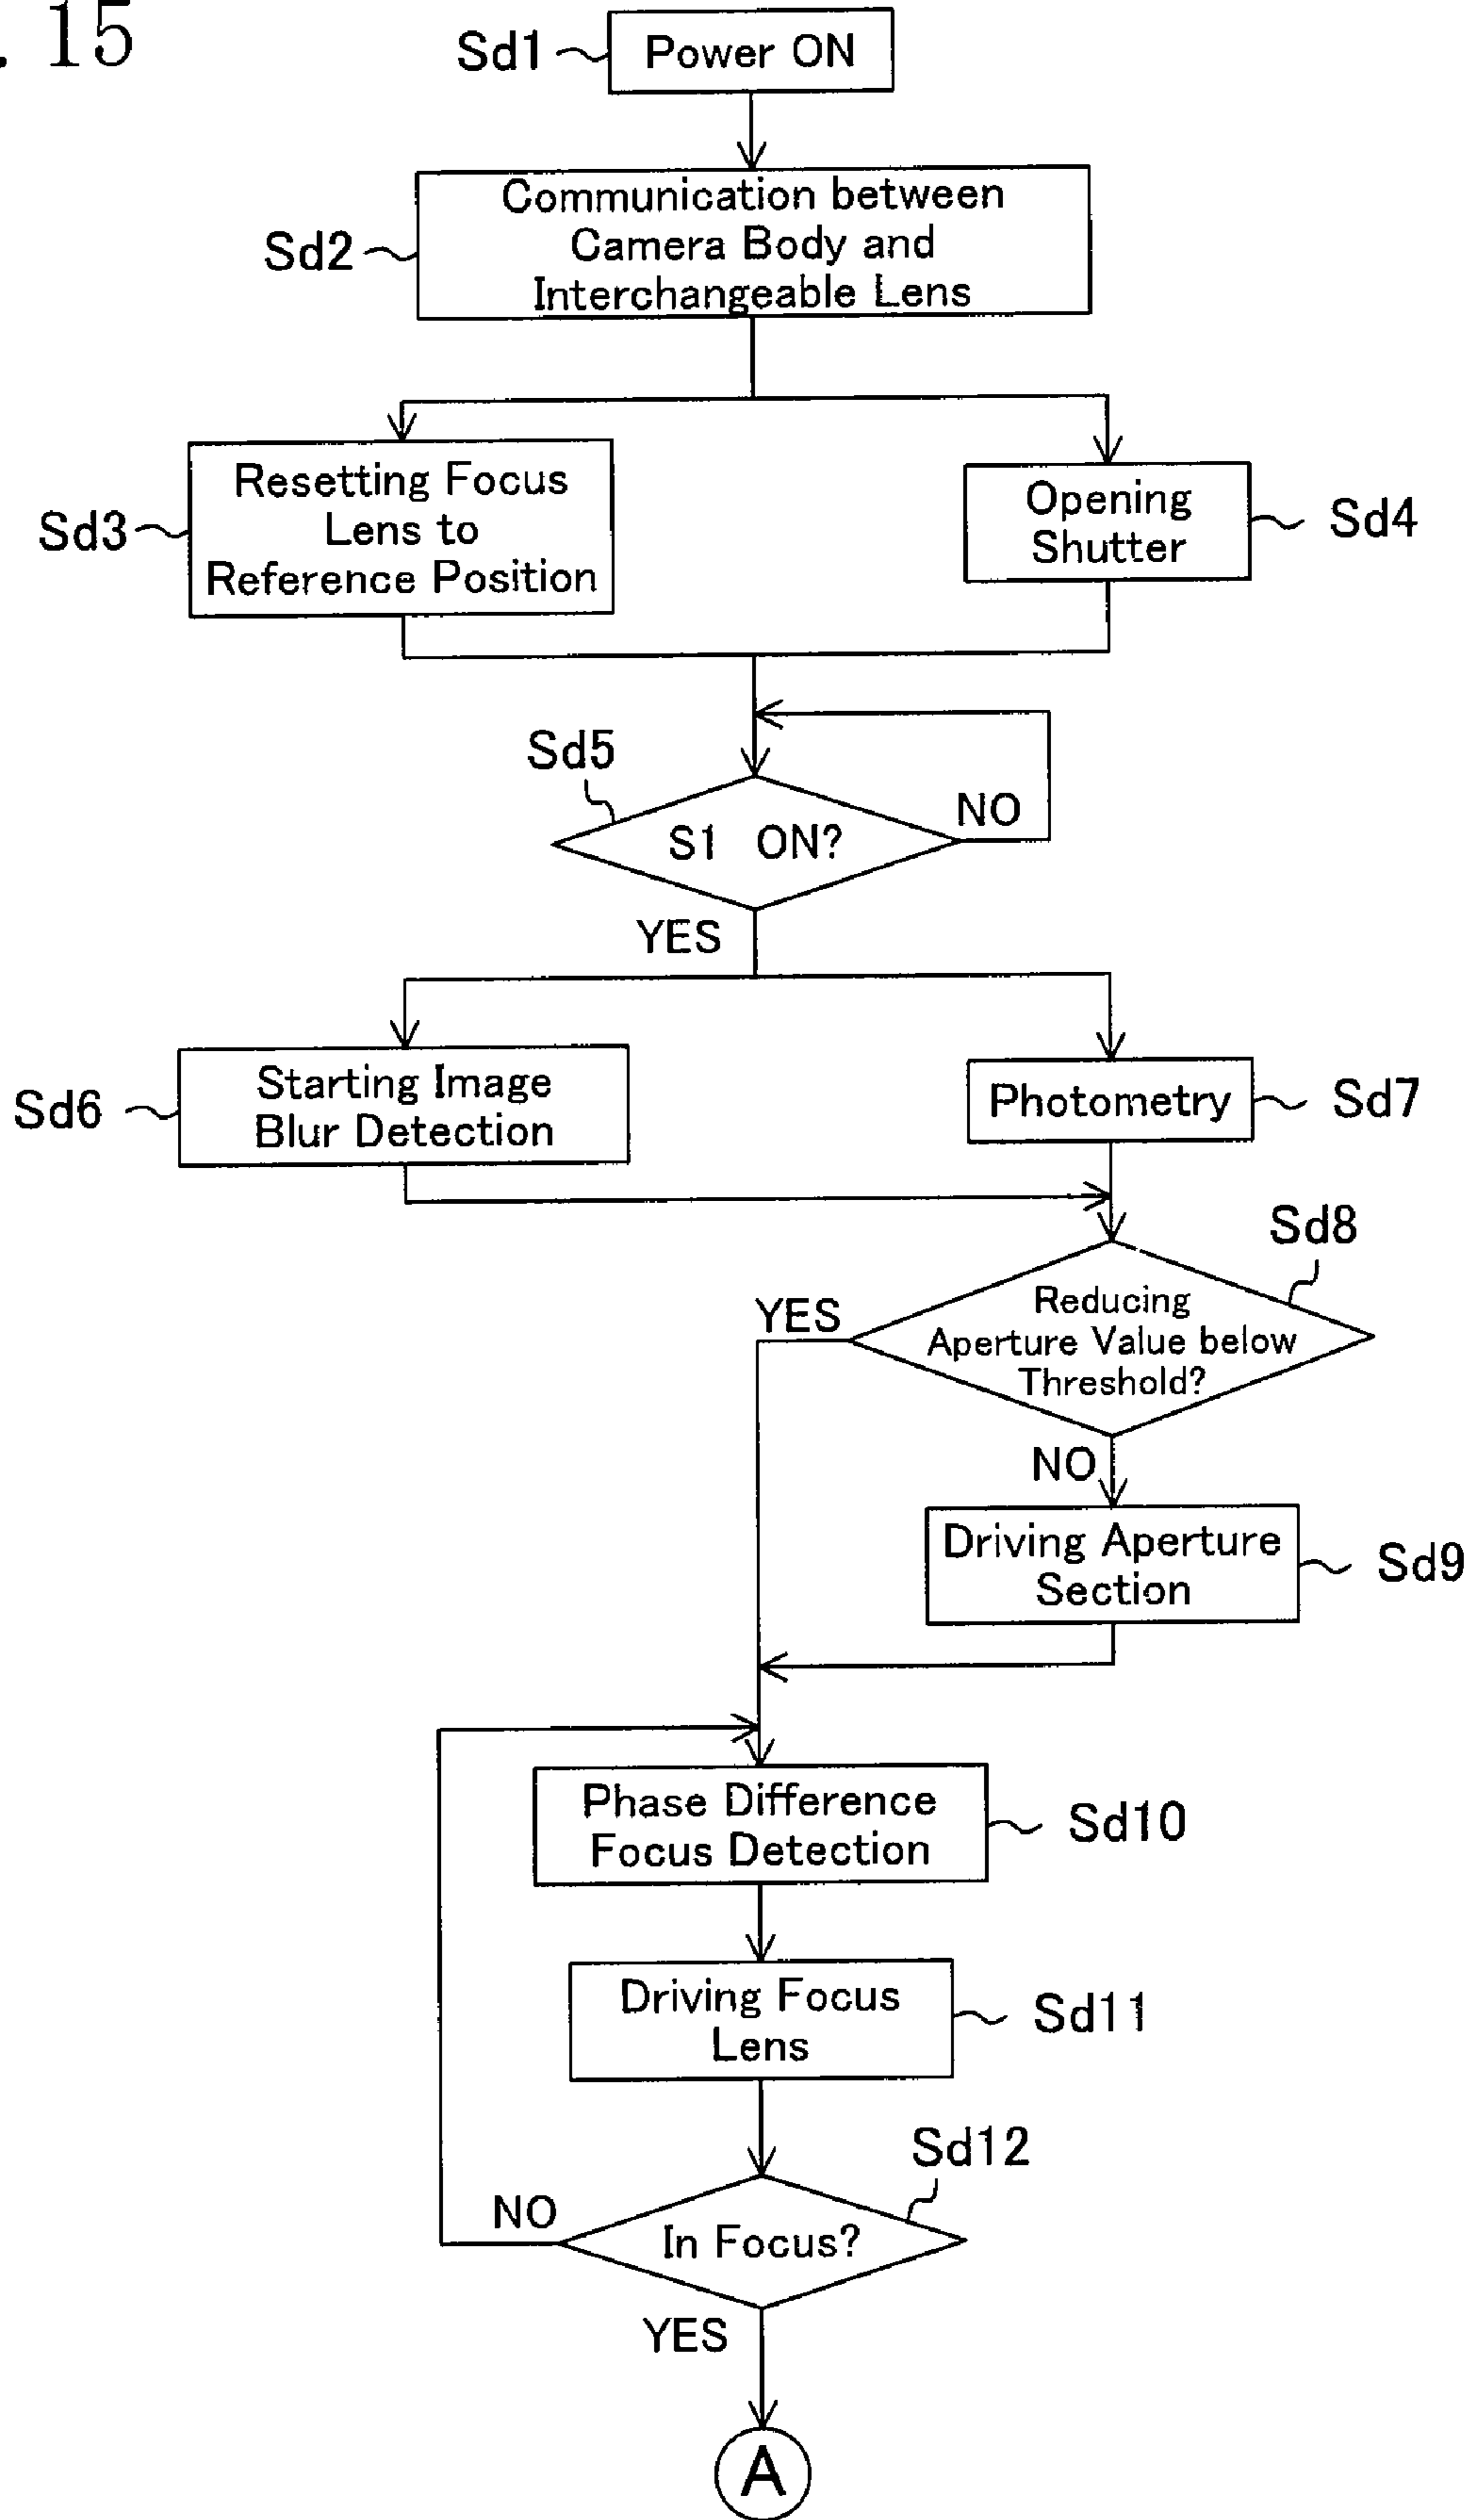 . 15
Sd1
Power ON
Sd2
Communication between
Camera Body and
Interchangeable Lens
Sd3
Resetting Focus
Lens to
Reference Position
Opening
Shutter
Sd4
Sd5
S1 ON?
NO
YES
Sd6
Starting Image
Blur Detection
Photometry
Sd7
Sd8
YES
Reducing
Aperture Value below
Threshold?
NO
Driving Aperture
Section
Sd9
Phase Difference
Focus Detection
Sd10
Driving Focus
Lens
Sd11
Sd12
NO
In Focus?
YES
A